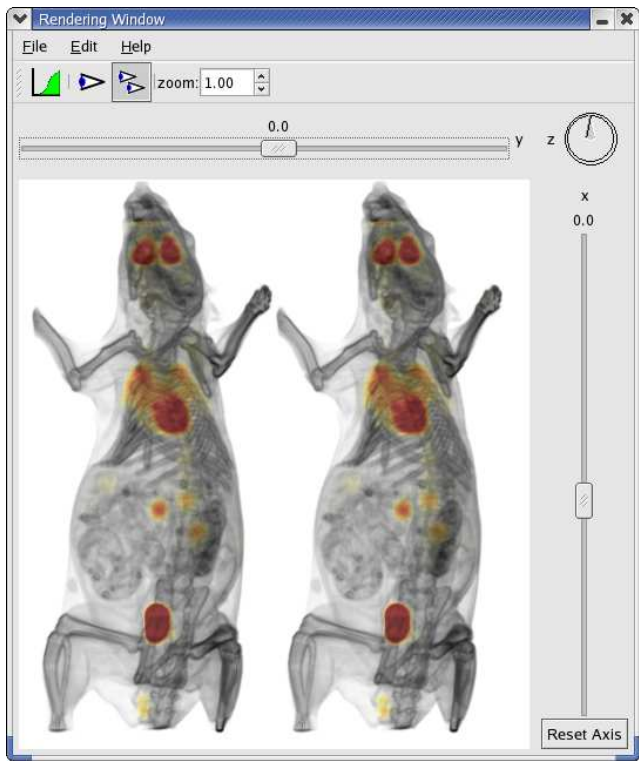 Rendering Window
File Edit Help
zoom: 1.00
0.0
y z
x
0.0
Reset Axis